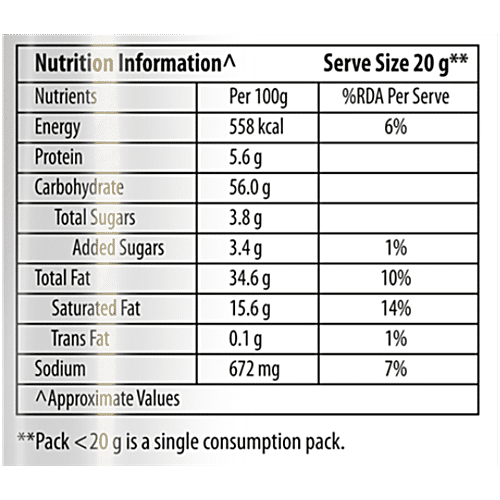 Nutrition Information^ Serve Size 20 g**
Nutrients Per 100g %RDA Per Serve
Energy 558 kcal 6%
Protein 5.6 g
Carbohydrate 56.0 g
Total Sugars 3.8 g
Added Sugars 3.4 g 1%
Total Fat 34.6 g 10%
Saturated Fat 15.6 g 14%
Trans Fat 0.1 g 1%
Sodium 672 mg 7%
^Approximate Values
**Pack <20 g is a single consumption pack.